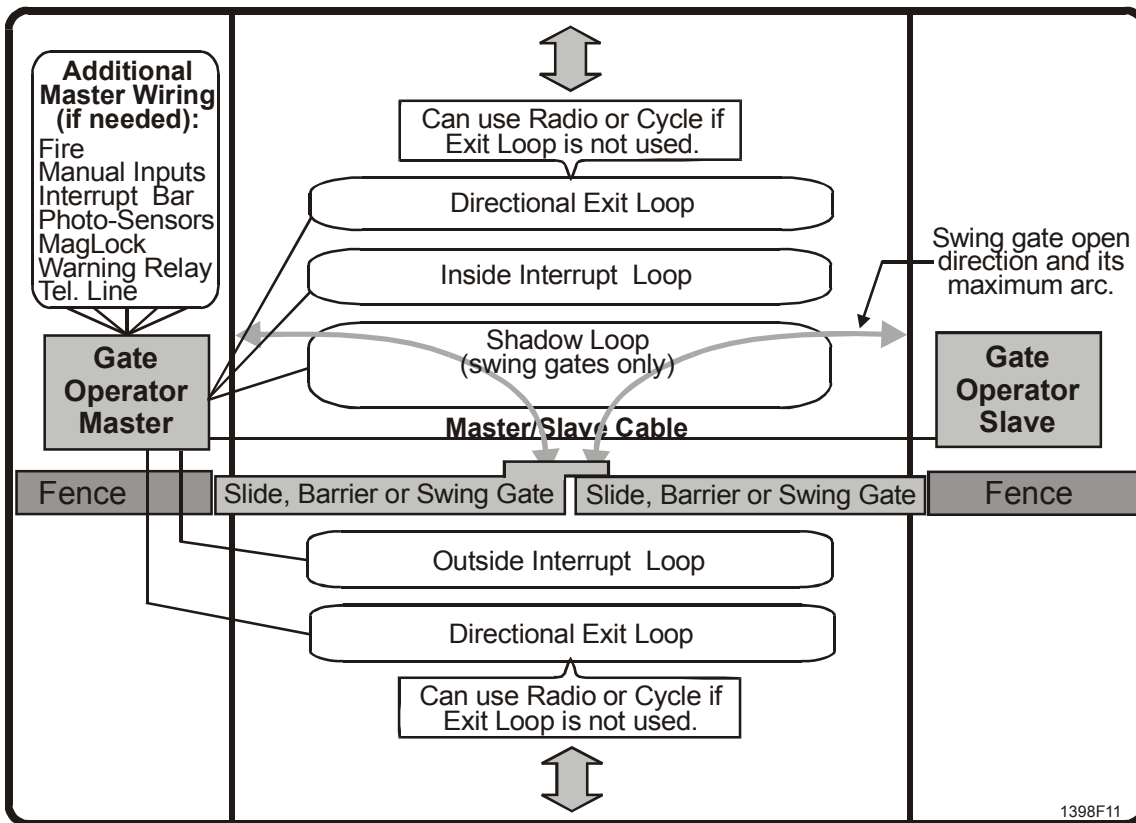 Additional
Master Wiring
(if needed):
Fire
Manual Inputs
Interrupt Bar
Photo-Sensors
MagLock
Warning Relay
Tel. Line
Can use Radio or Cycle if
Exit Loop is not used.
Directional Exit Loop
Inside Interrupt Loop
Swing gate open
direction and its
maximum arc.
Shadow Loop
(swing gates only)
Gate
Operator
Master
Gate
Operator
Slave
Master/Slave Cable
Fence
Slide, Barrier or Swing Gate
Slide, Barrier or Swing Gate
Fence
Outside Interrupt Loop
Directional Exit Loop
Can use Radio or Cycle if
Exit Loop is not used.
1398F11